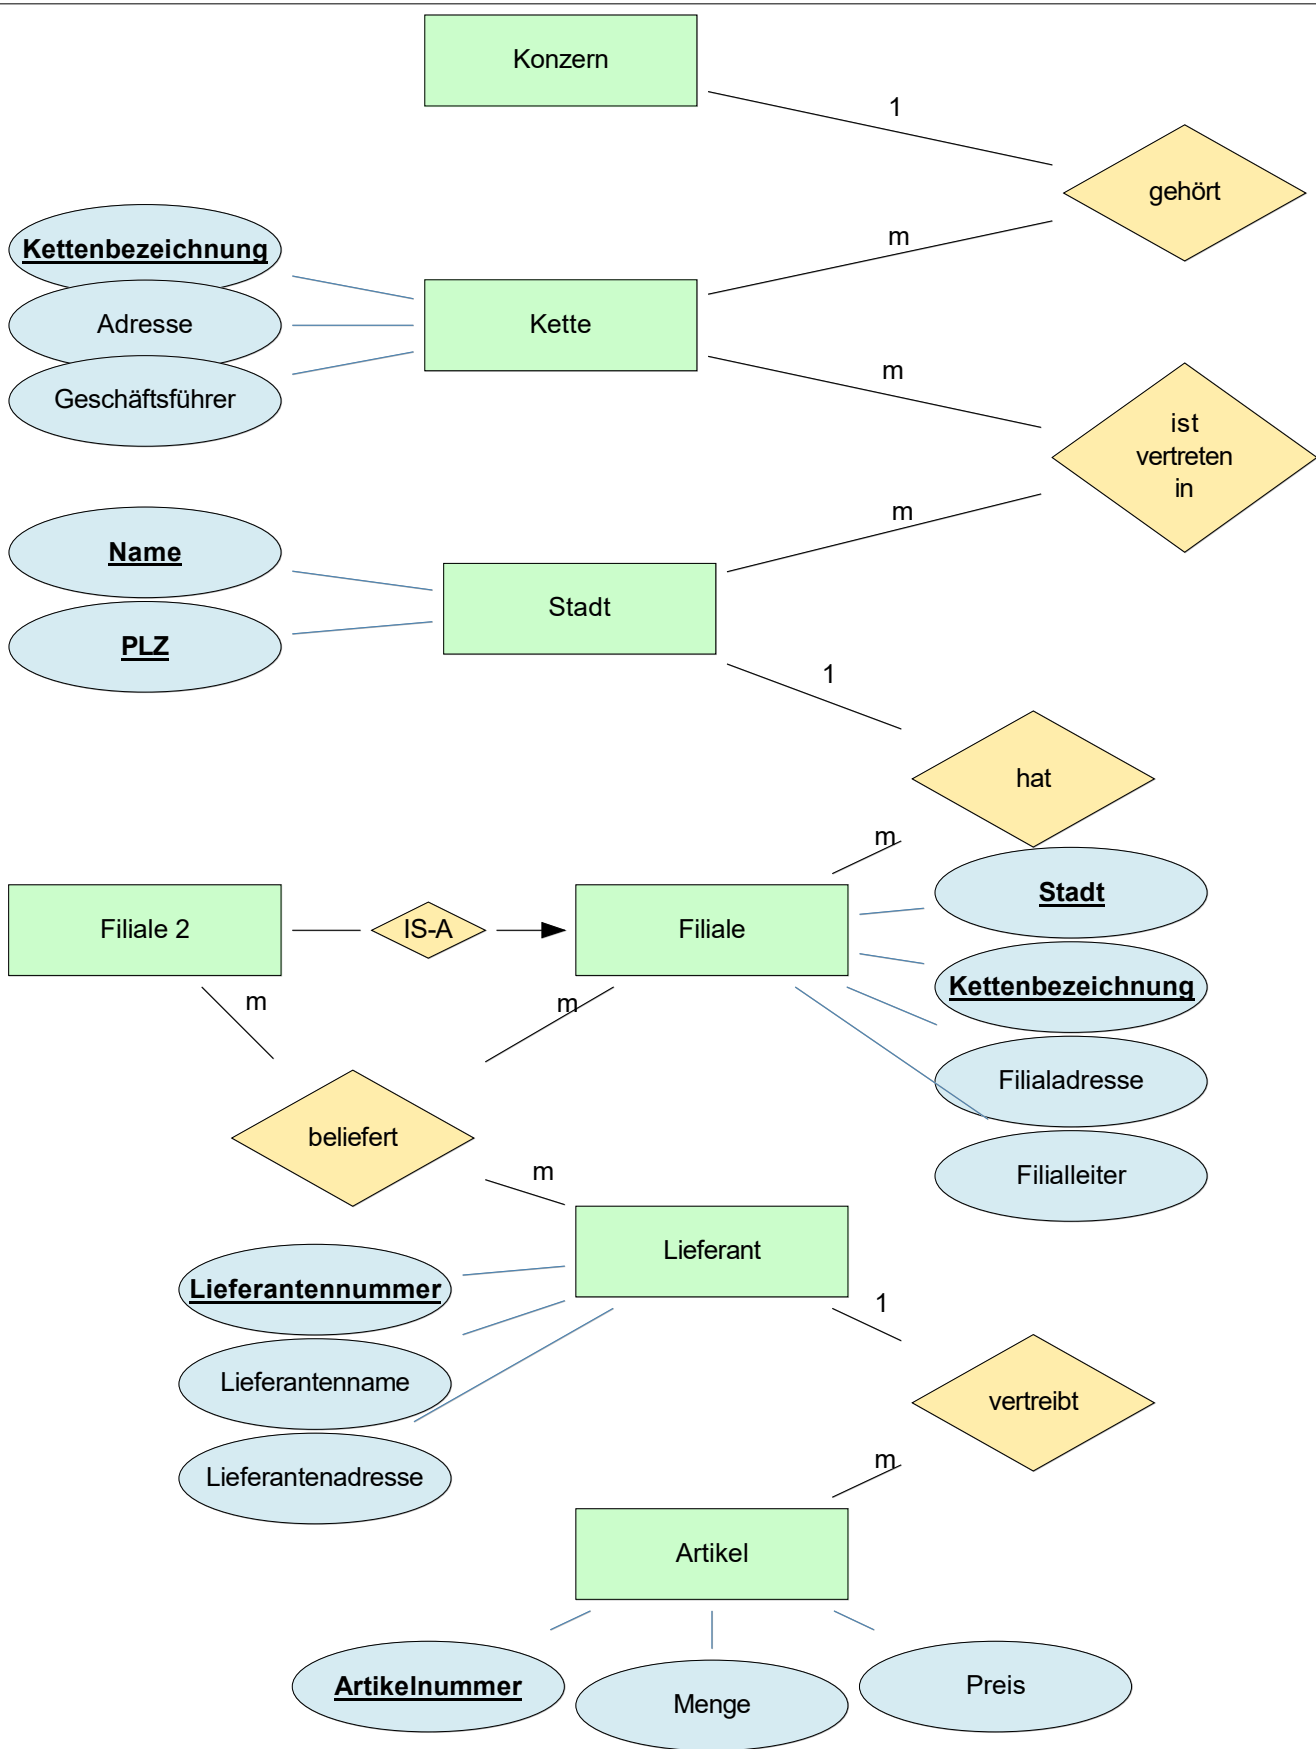 Konzern
1
gehört
m
Kettenbezeichnung
Adresse
Geschäftsführer
Kette
m
ist
vertreten
in
m
Name
PLZ
Stadt
1
hat
m
Stadt
Kettenbezeichnung
Filialadresse
Filialleiter
Filiale 2
IS-A
Filiale
m
m
beliefert
m
Lieferant
Lieferantennummer
Lieferantenname
Lieferantenadresse
1
vertreibt
m
Artikel
Artikelnummer
Menge
Preis